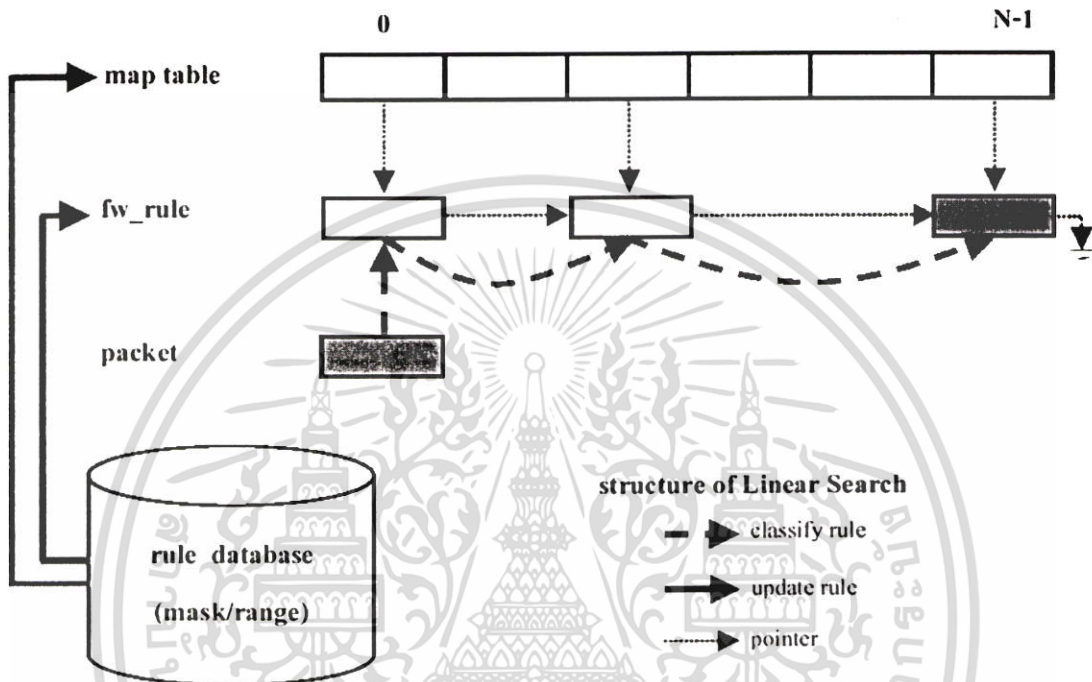 0 N-1
map table
fw_rule
packet
rule database
(mask/range)
structure of Linear Search
classify rule
update rule
pointer